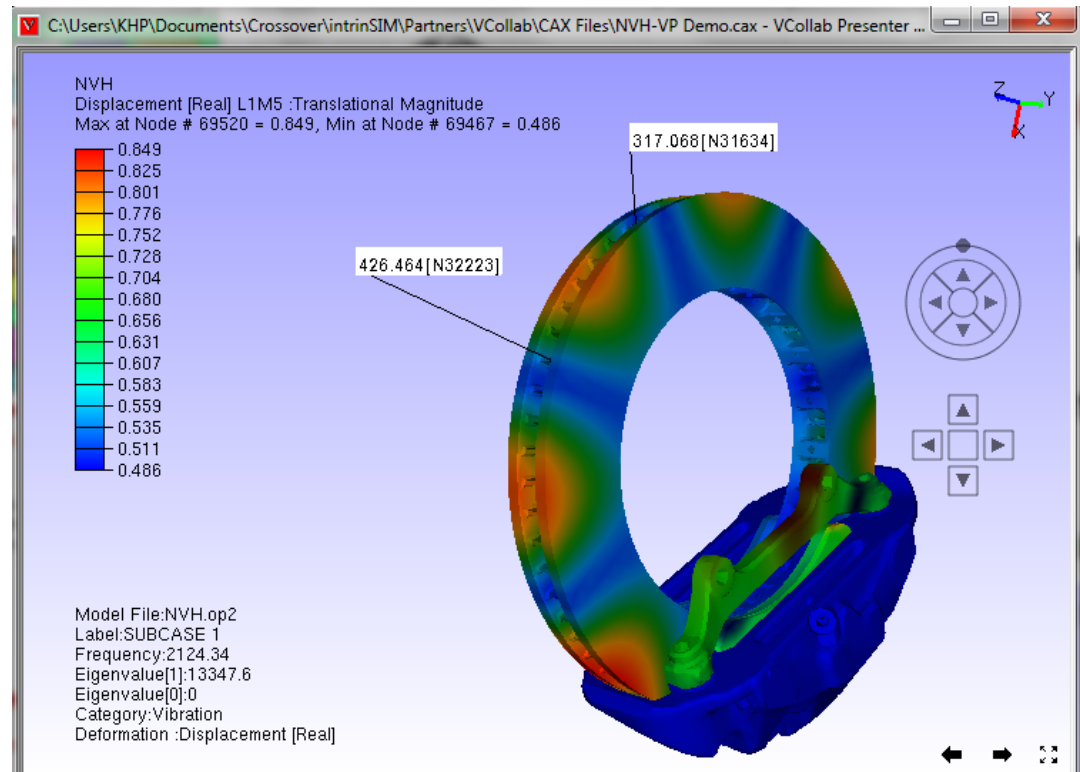 C:\Users\KHP\Documents\Crossover\intrinSIM\Partners\VCollab\CAX Files\NVH-VP Demo.cax - VCollab Presenter ...
NVH
Displacement [Real] L1M5 :Translational Magnitude
Max at Node # 69520 = 0.849, Min at Node # 69467 = 0.486
0.849
0.825
0.801
0.776
0.752
0.728
0.704
0.680
0.656
0.631
0.607
0.583
0.559
0.535
0.511
0.486
Z
Y
X
317.068[N31634]
426.464[N32223]
Model File:NVH.op2
Label:SUBCASE 1
Frequency:2124.34
Eigenvalue[1]:13347.6
Eigenvalue[0]:0
Category:Vibration
Deformation :Displacement [Real]